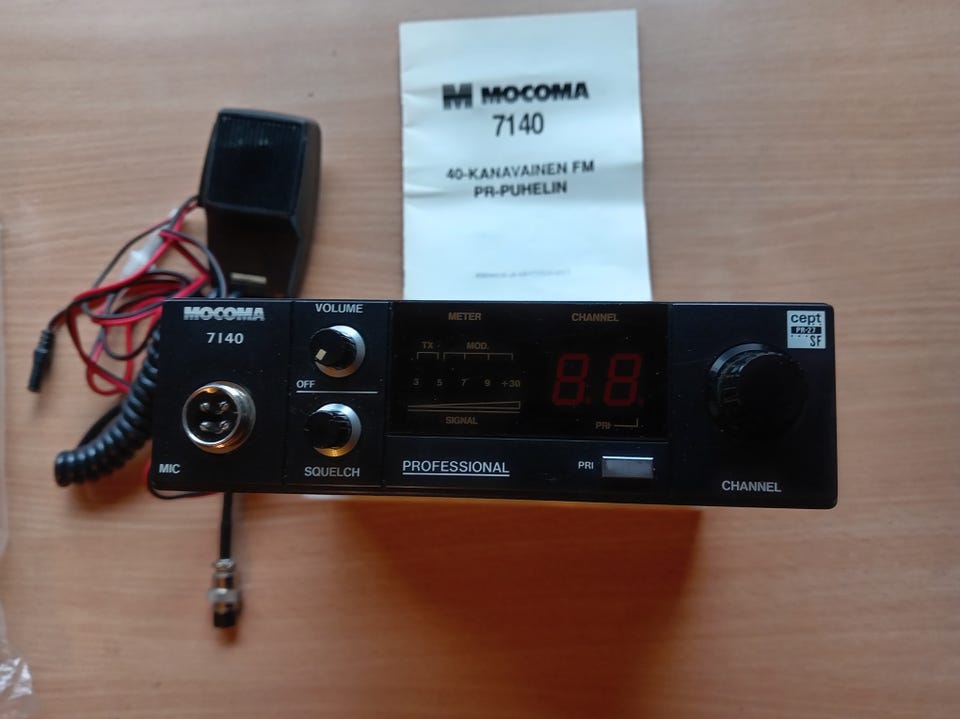 MOCOMA
7140
40-KANAVAINEN FM
PR-PUHELIN
MOCOMA
7140
MIC
VOLUME
OFF
SQUELCH
METER
CHANNEL
TX
MOD.
3 5 7 9 +30
SIGNAL
88
PRI
PROFESSIONAL
PRI
cept
PR-27
SF
CHANNEL